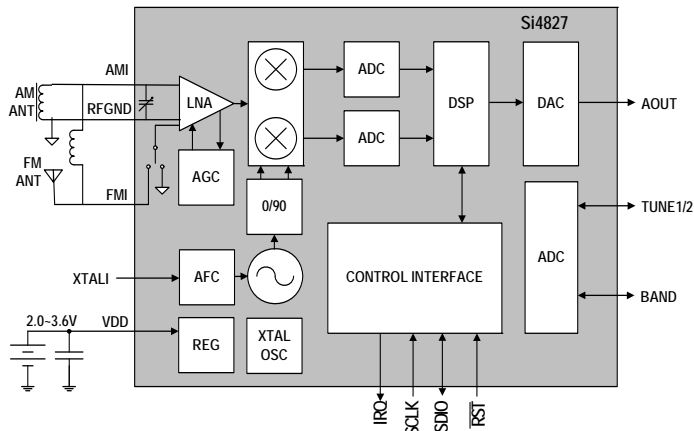 Si4827
AMI
AM
ANT
RFGND
LNA
ADC
ADC
DSP
DAC
AOUT
FM
ANT
FMI
AGC
0/90
ADC
TUNE1/2
BAND
XTALI
AFC
CONTROL INTERFACE
2.0~3.6V
VDD
REG
XTAL
OSC
IRQ
SCLK
SDIO
RST